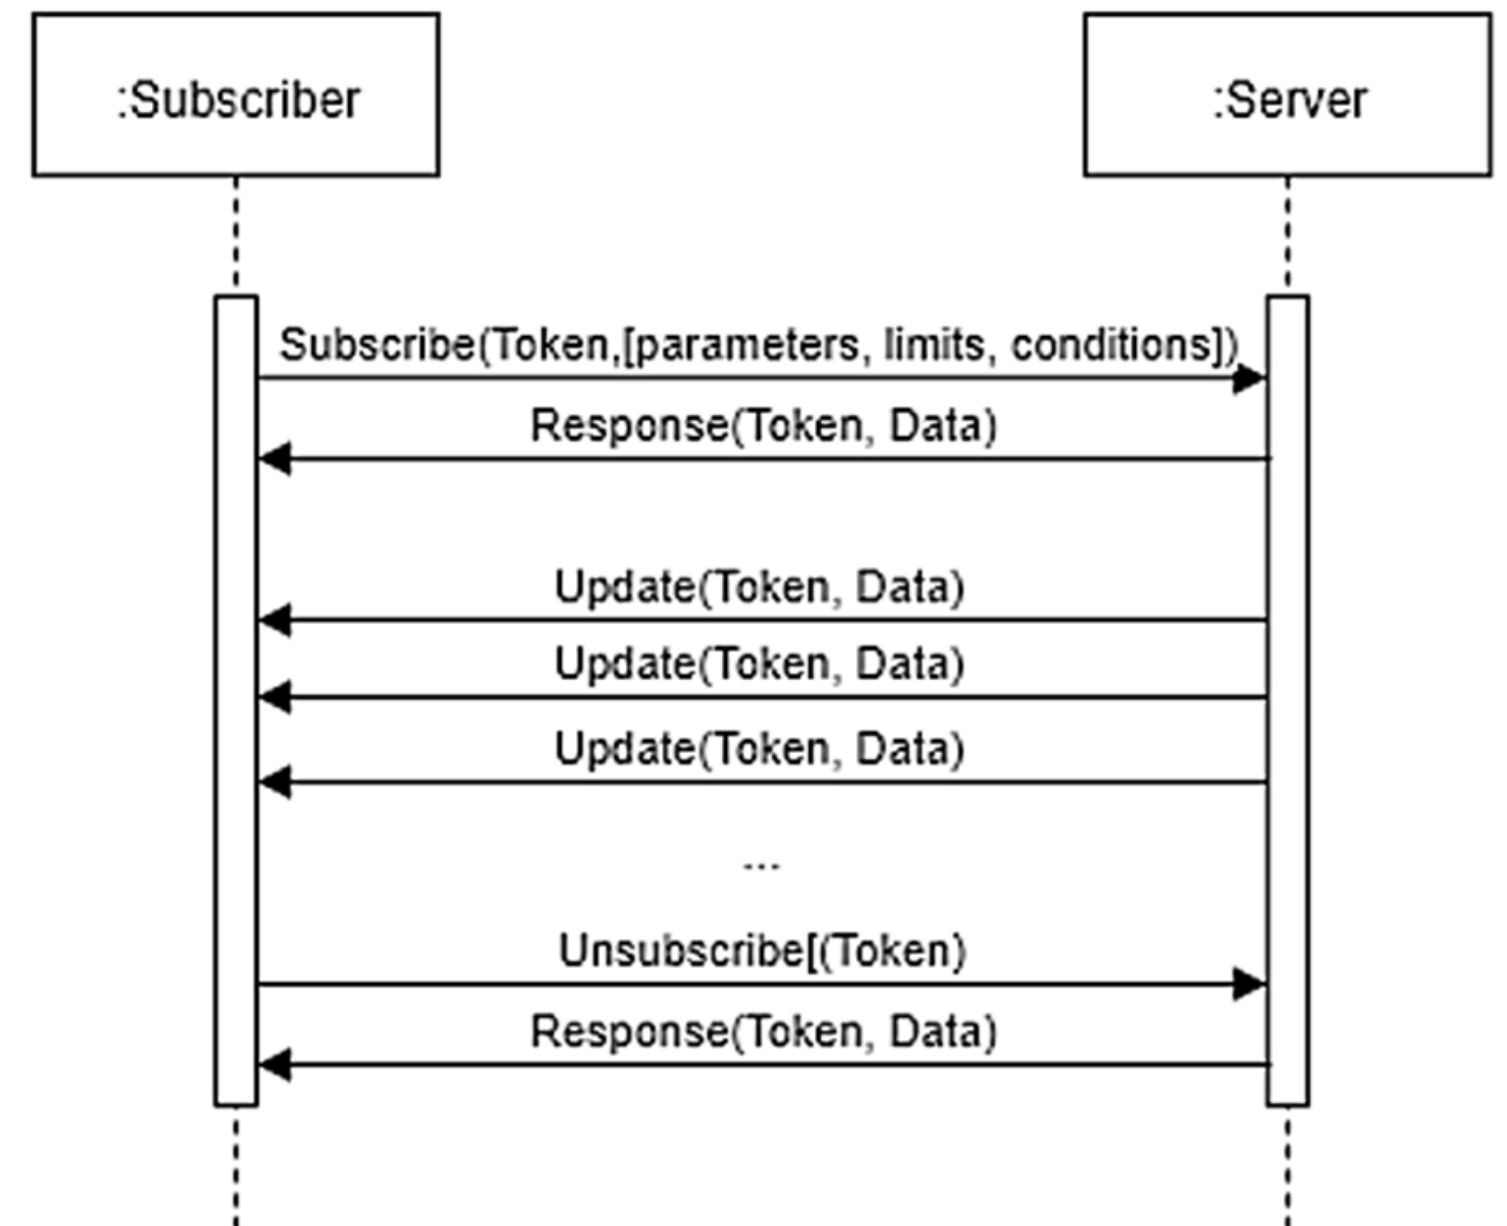 :Subscriber
:Server
Subscribe(Token,[parameters, limits, conditions])
Response(Token, Data)
Update(Token, Data)
Update(Token, Data)
Update(Token, Data)
...
Unsubscribe[(Token)
Response(Token, Data)